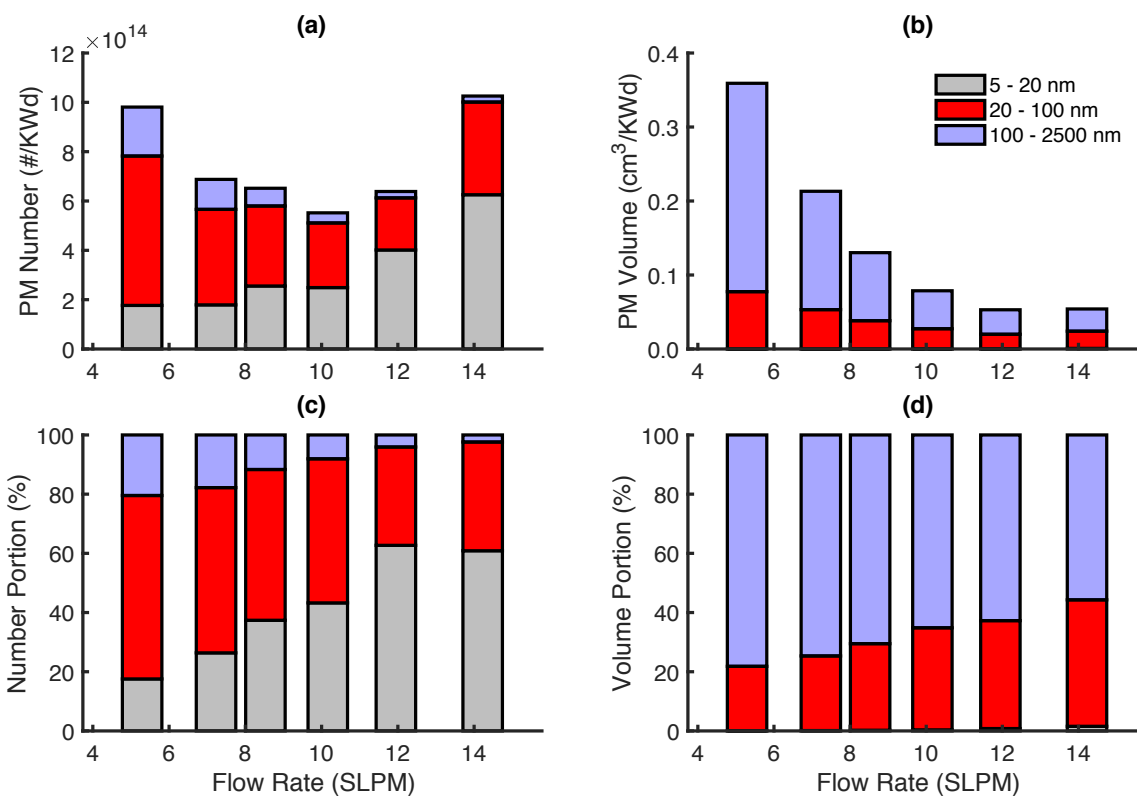 (a)
×10^14
PM Number (#/KWd)
12
10
8
6
4
2
0
4 6 8 10 12 14
(b)
PM Volume (cm^3/KWd)
0.4
0.3
0.2
0.1
0.0
5 - 20 nm
20 - 100 nm
100 - 2500 nm
4 6 8 10 12 14
(c)
Number Portion (%)
100
80
60
40
20
0
4 6 8 10 12 14
Flow Rate (SLPM)
(d)
Volume Portion (%)
100
80
60
40
20
0
4 6 8 10 12 14
Flow Rate (SLPM)